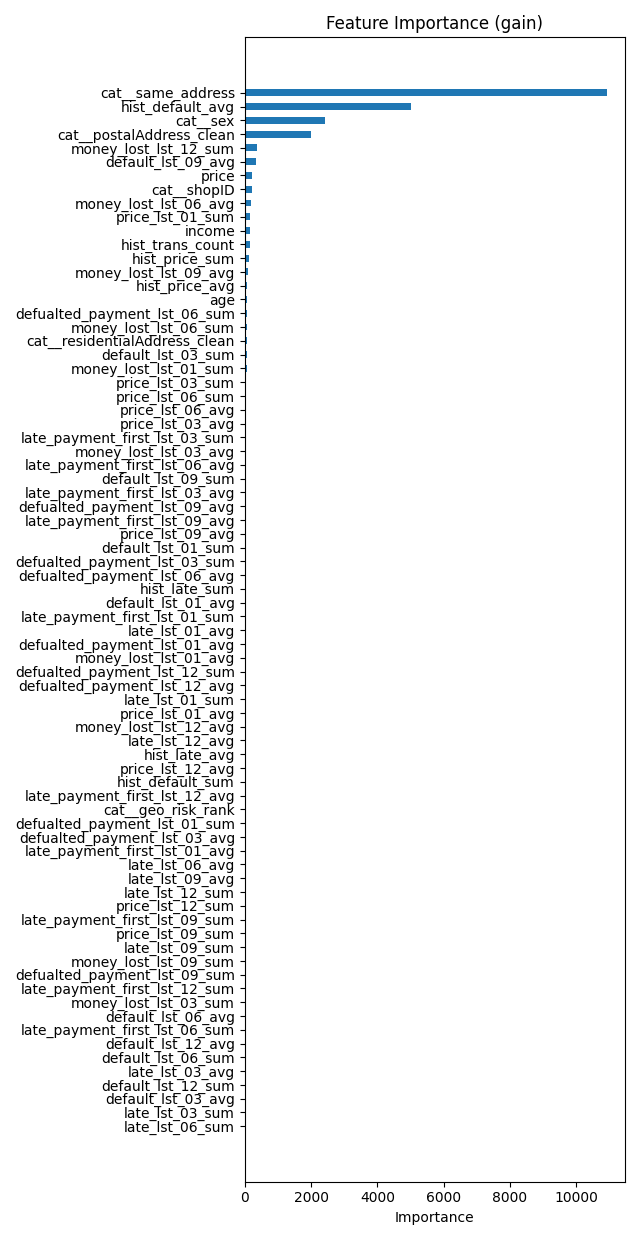 Feature Importance (gain)
cat__same_address
hist_default_avg
cat__sex
cat__postalAddress_clean
money_lost_lst_12_sum
default_lst_09_avg
price
cat__shopID
money_lost_lst_06_avg
price_lst_01_sum
income
hist_trans_count
hist_price_sum
money_lost_lst_09_avg
hist_price_avg
age
defualted_payment_lst_06_sum
money_lost_lst_06_sum
cat__residentialAddress_clean
default_lst_03_sum
money_lost_lst_01_sum
price_lst_03_sum
price_lst_06_sum
price_lst_06_avg
price_lst_03_avg
late_payment_first_lst_03_sum
money_lost_lst_03_avg
late_payment_first_lst_06_avg
default_lst_09_sum
late_payment_first_lst_03_avg
defualted_payment_lst_09_avg
late_payment_first_lst_09_avg
price_lst_09_avg
default_lst_01_sum
defualted_payment_lst_03_sum
defualted_payment_lst_06_avg
hist_late_sum
default_lst_01_avg
late_payment_first_lst_01_sum
late_lst_01_avg
defualted_payment_lst_01_avg
money_lost_lst_01_avg
defualted_payment_lst_12_sum
defualted_payment_lst_12_avg
late_lst_01_sum
price_lst_01_avg
money_lost_lst_12_avg
late_lst_12_avg
hist_late_avg
price_lst_12_avg
hist_default_sum
late_payment_first_lst_12_avg
cat__geo_risk_rank
defualted_payment_lst_01_sum
defualted_payment_lst_03_avg
late_payment_first_lst_01_avg
late_lst_06_avg
late_lst_09_avg
late_lst_12_sum
price_lst_12_sum
late_payment_first_lst_09_sum
price_lst_09_sum
late_lst_09_sum
money_lost_lst_09_sum
defualted_payment_lst_09_sum
late_payment_first_lst_12_sum
money_lost_lst_03_sum
default_lst_06_avg
late_payment_first_lst_06_sum
default_lst_12_avg
default_lst_06_sum
late_lst_03_avg
default_lst_12_sum
default_lst_03_avg
late_lst_03_sum
late_lst_06_sum
0 2000 4000 6000 8000 10000
Importance